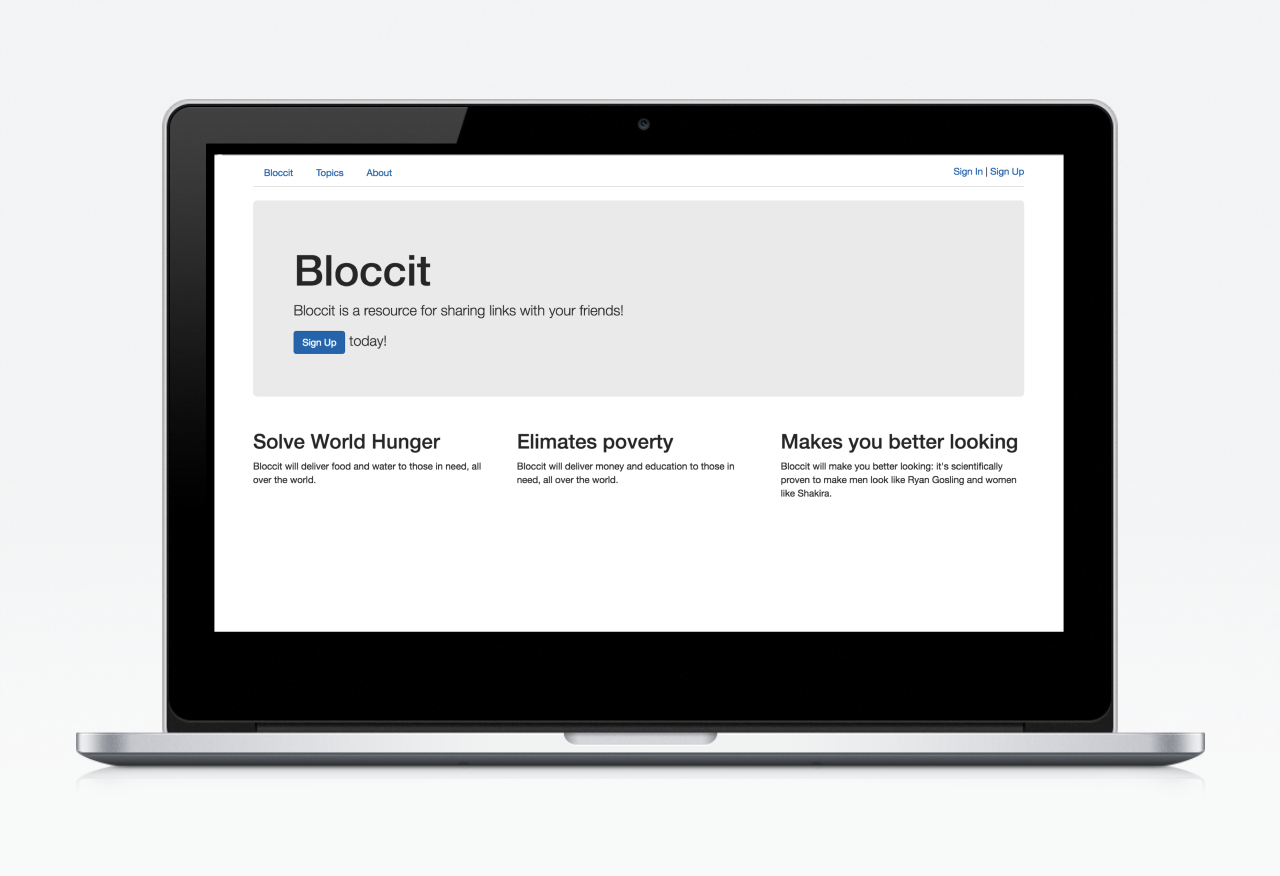 Bloccit Topics About Sign In | Sign Up
Bloccit
Bloccit is a resource for sharing links with your friends!
Sign Up today!
Solve World Hunger
Bloccit will deliver food and water to those in need, all
over the world.
Elimates poverty
Bloccit will deliver money and education to those in
need, all over the world.
Makes you better looking
Bloccit will make you better looking: it's scientifically
proven to make men look like Ryan Gosling and women
like Shakira.